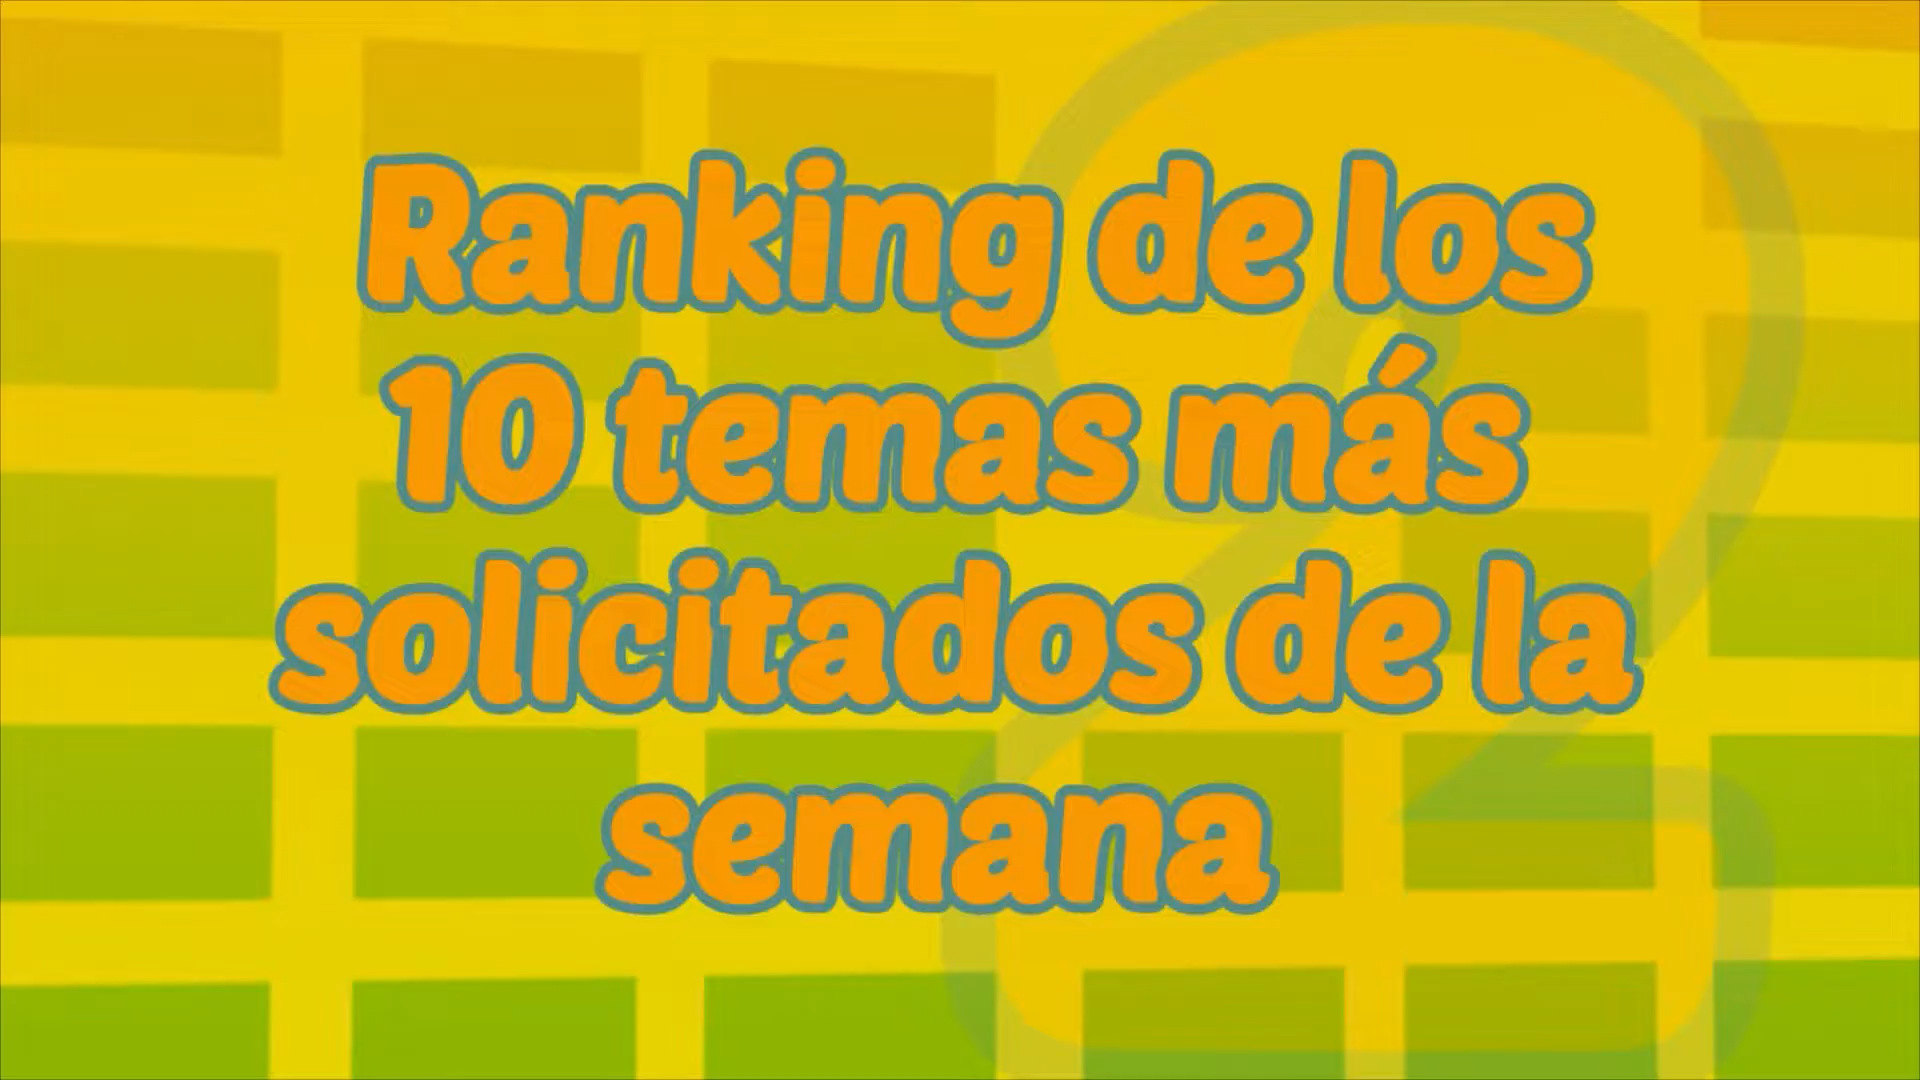 Ranking de los
10 temas más
solicitados de la
semana